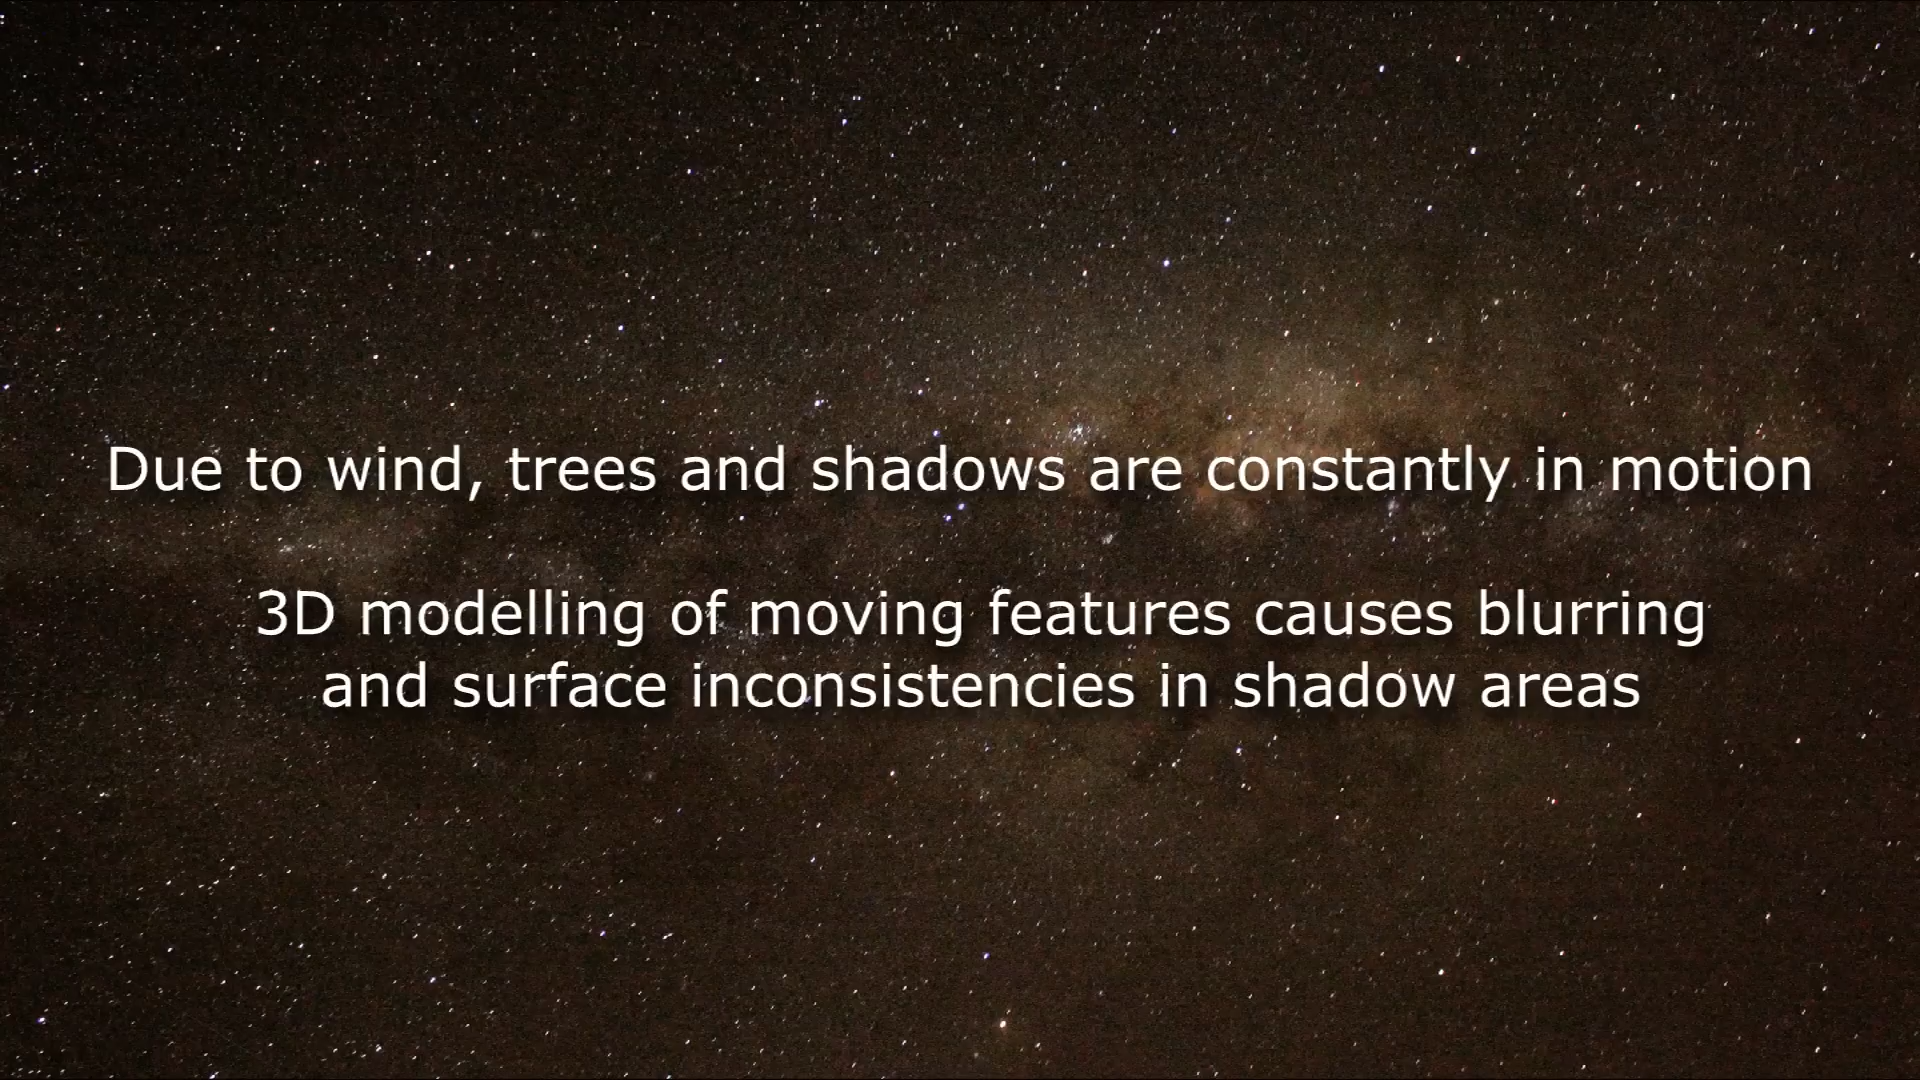 Due to wind, trees and shadows are constantly in motion
3D modelling of moving features causes blurring
and surface inconsistencies in shadow areas